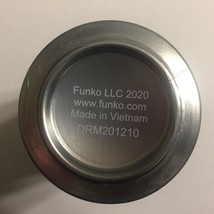 Funko LLC 2020
www.funko.com
Made in Vietnam
DRM201210